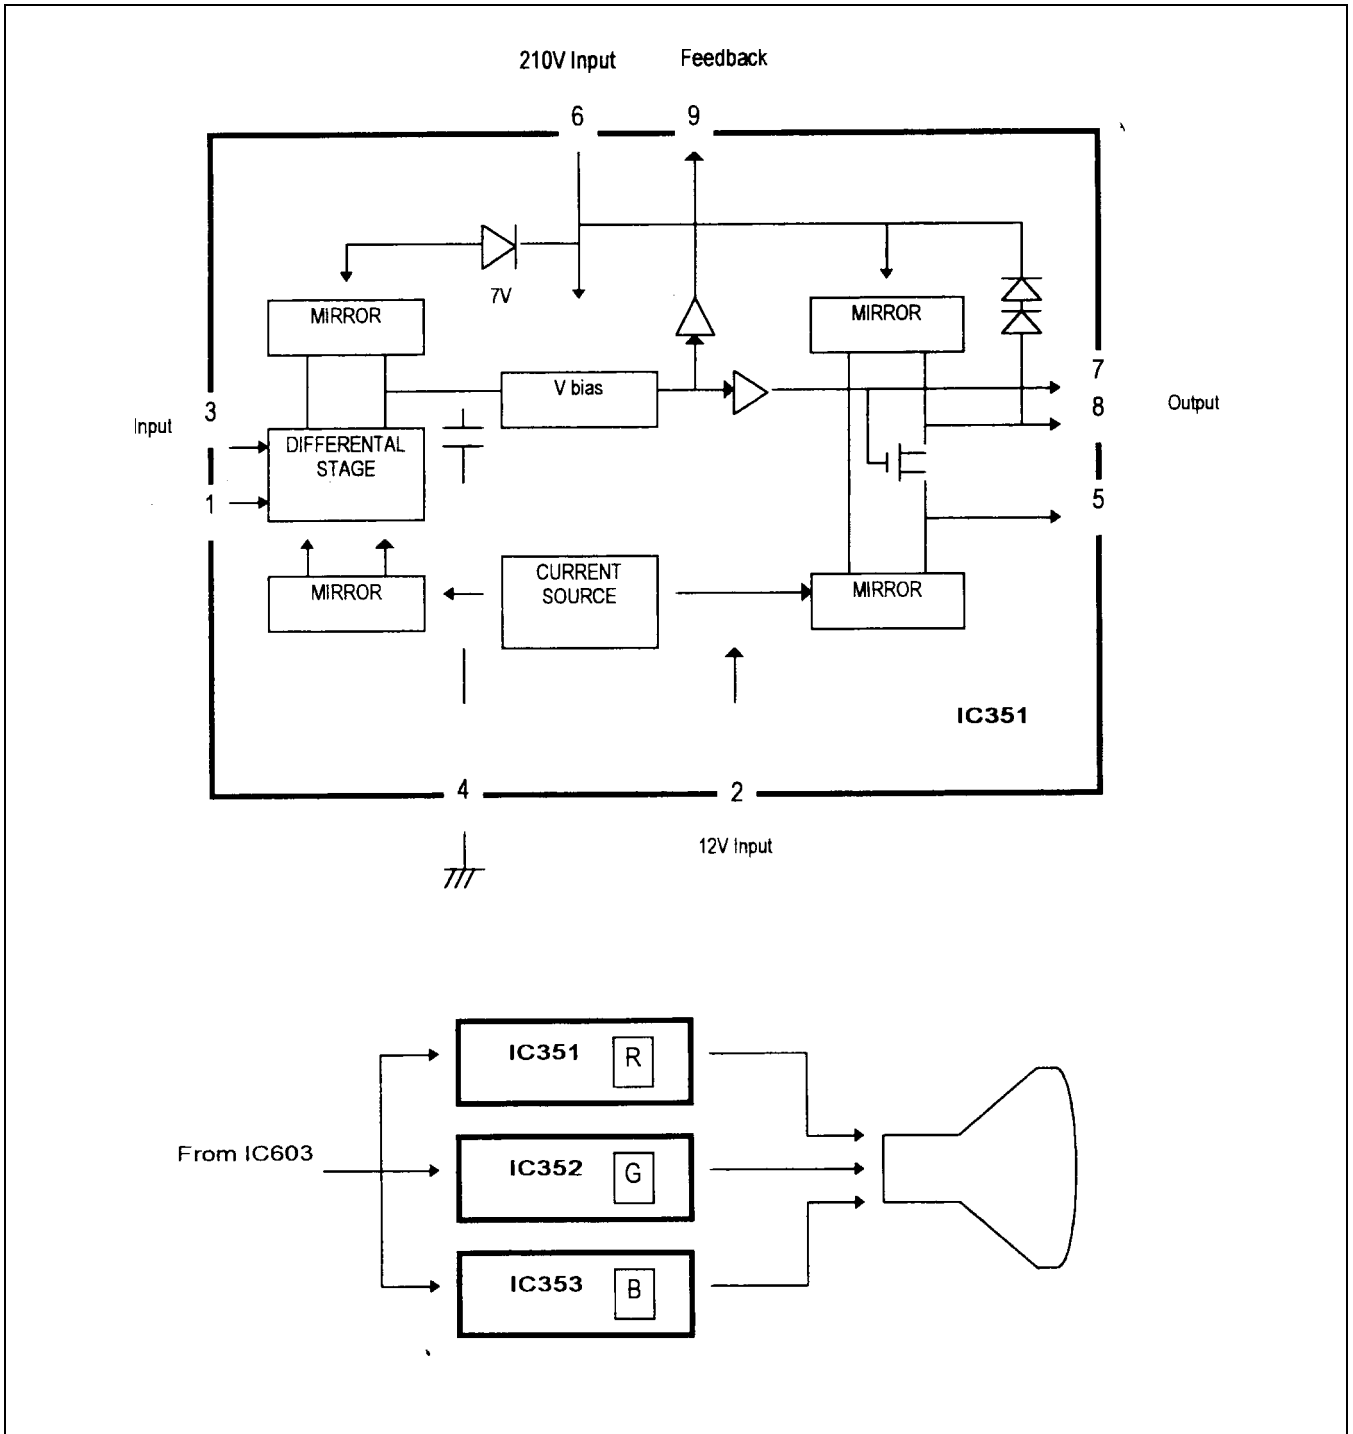 210V Input Feedback
6 9
7V
MIRROR MIRROR
V bias
7
3
8
Input
Output
DIFFERENTAL
STAGE
1
5
CURRENT
SOURCE
MIRROR MIRROR
IC351
4 2
12V Input
IC351 R
From IC603
IC352 G
IC353 B